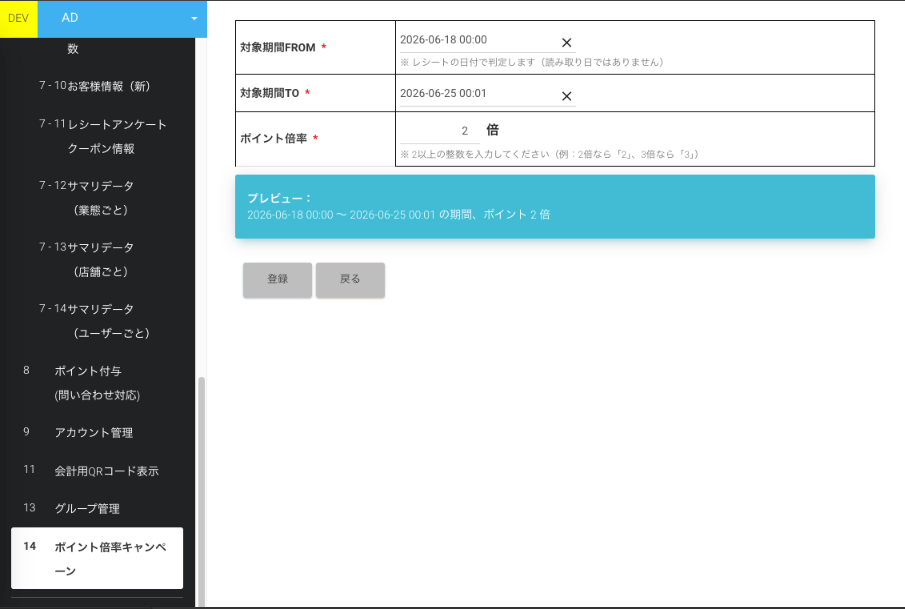 DEV
AD
数
7 - 10お客様情報（新）
7 - 11レシートアンケート
クーポン情報
7 - 12サマリデータ
（業態ごと）
7 - 13サマリデータ
（店舗ごと）
7 - 14サマリデータ
（ユーザーごと）
8 ポイント付与
(問い合わせ対応)
9 アカウント管理
11 会計用QRコード表示
13 グループ管理
14 ポイント倍率キャンペ
ーン
対象期間FROM *
2026-06-18 00:00
※ レシートの日付で判定します（読み取り日ではありません）
対象期間TO *
2026-06-25 00:01
ポイント倍率 *
2 倍
※ 2以上の整数を入力してください（例：2倍なら「2」、3倍なら「3」）
プレビュー：
2026-06-18 00:00 〜 2026-06-25 00:01 の期間、ポイント 2 倍
登録
戻る